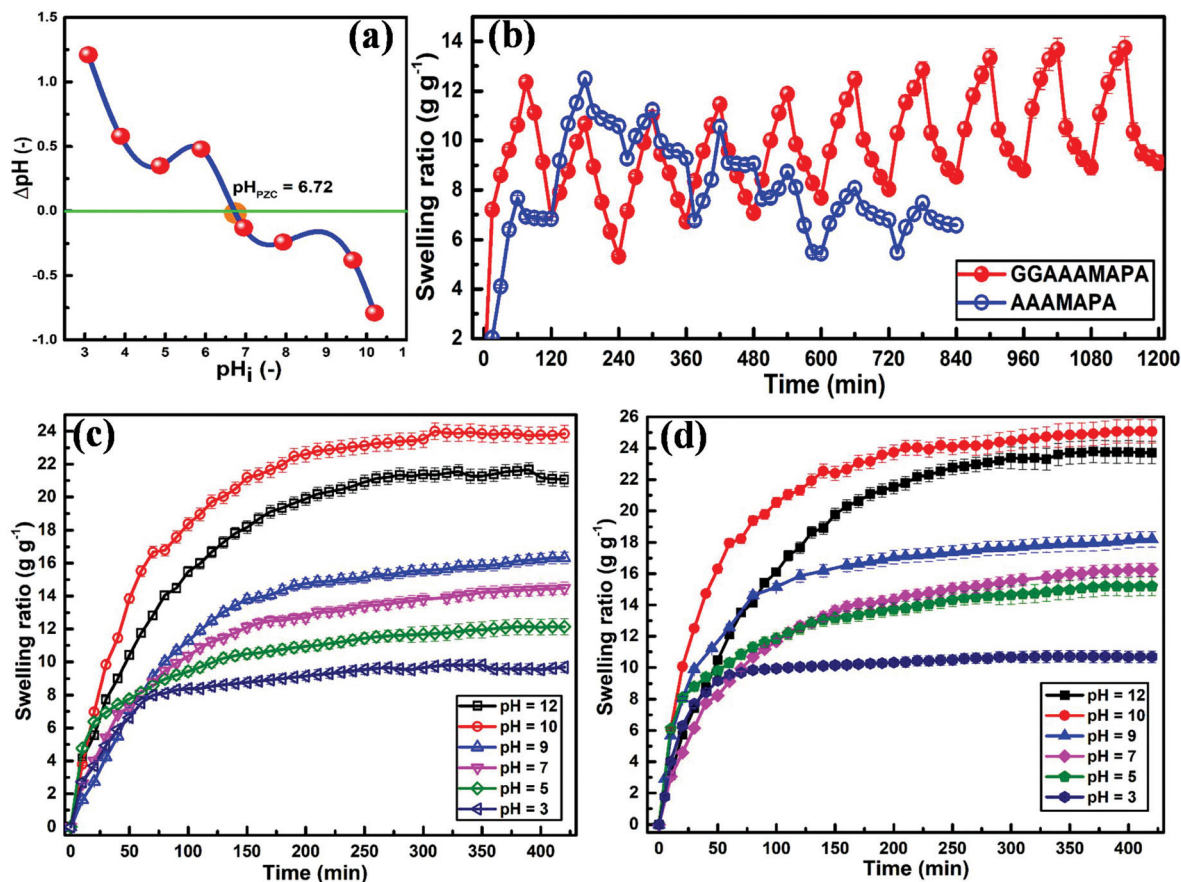 (a)
1.5
1.0
0.5
0.0
-0.5
-1.0
ΔpH (-)
pH_PZC = 6.72
3 4 5 6 7 8 9 10 1
pH_i (-)
(b)
14
12
10
8
6
4
2
Swelling ratio (g g⁻¹)
GGAAAMAPA
AAAMAPA
0 120 240 360 480 600 720 840 960 1080 1200
Time (min)
(c)
24
22
20
18
16
14
12
10
8
6
4
2
0
Swelling ratio (g g⁻¹)
pH = 12
pH = 10
pH = 9
pH = 7
pH = 5
pH = 3
0 50 100 150 200 250 300 350 400
Time (min)
(d)
26
24
22
20
18
16
14
12
10
8
6
4
2
0
Swelling ratio (g g⁻¹)
pH = 12
pH = 10
pH = 9
pH = 7
pH = 5
pH = 3
0 50 100 150 200 250 300 350 400
Time (min)